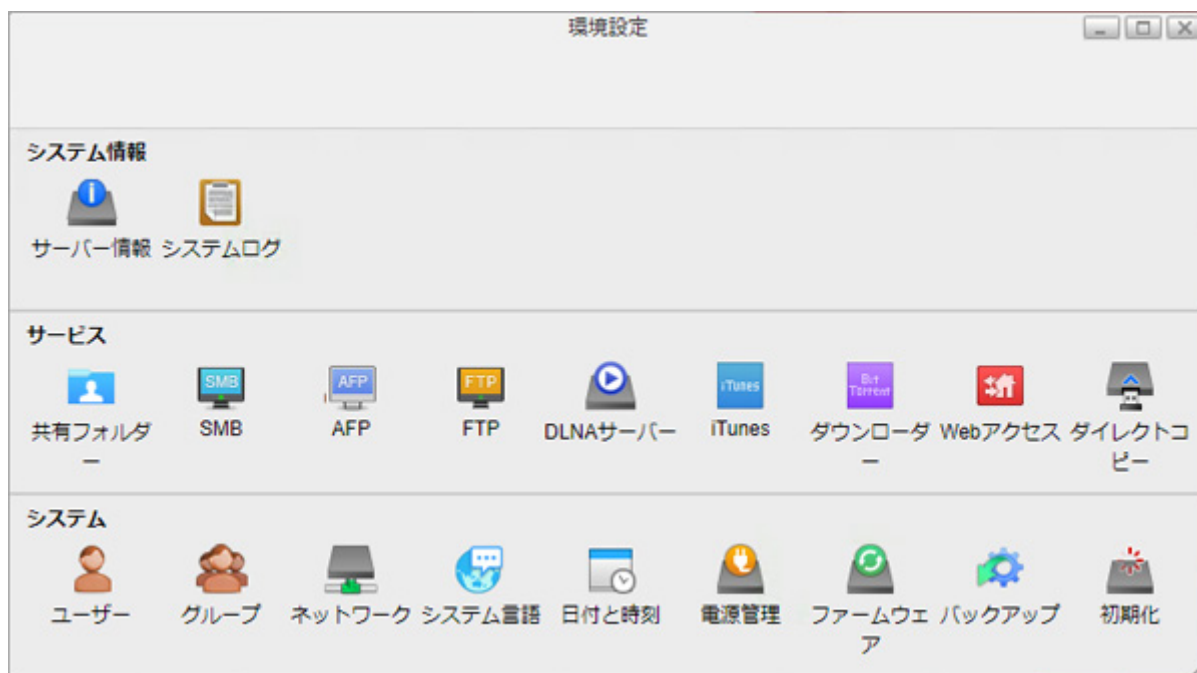 環境設定
システム情報
サーバー情報 システムログ
サービス
SMB AFP FTP iTunes Bit
Torrent
共有フォルダ SMB AFP FTP DLNAサーバー iTunes ダウンローダ Webアクセス ダイレクトコ
ー ー ピー
システム
ユーザー グループ ネットワーク システム言語 日付と時刻 電源管理 ファームウェ バックアップ 初期化
ア